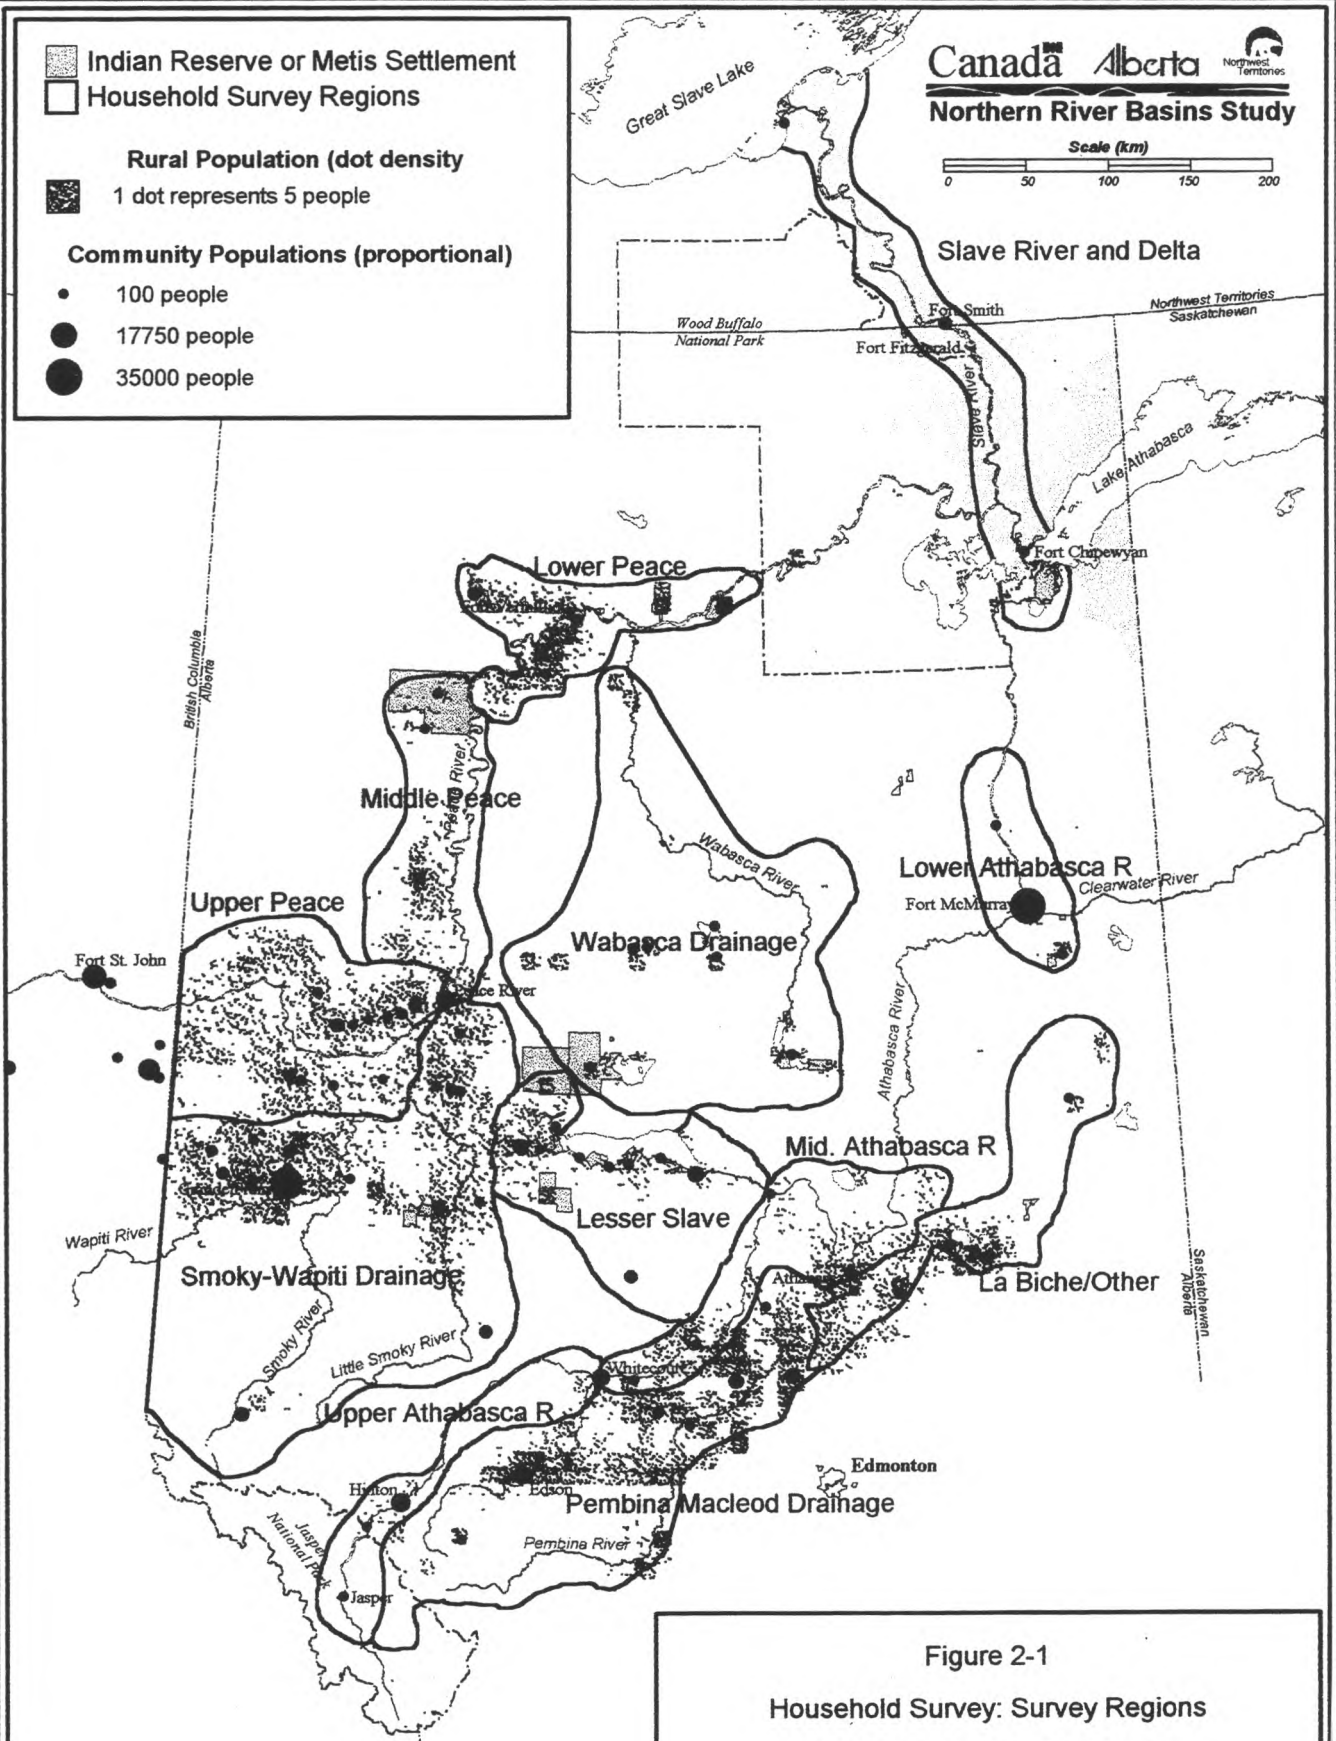 Indian Reserve or Metis Settlement
Household Survey Regions
Rural Population (dot density
1 dot represents 5 people
Community Populations (proportional)
100 people
17750 people
35000 people
Canada
Alberta
Northwest
Territories
Northern River Basins Study
Scale (km)
0 50 100 150 200
Great Slave Lake
Slave River and Delta
Northwest Territories
Saskatchewan
Fort Smith
Wood Buffalo
National Park
Fort Fitzgerald
Slave River
Lake Athabasca
Fort Chipewyan
Lower Peace
British Columbia
Alberta
Peace River
Middle Peace
Wabasca River
Lower Athabasca R
Clearwater River
Fort McMurray
Upper Peace
Wabasca Drainage
Fort St. John
Peace River
Athabasca River
Mid. Athabasca R
Lesser Slave
Wapiti River
Smoky-Wapiti Drainage
La Biche/Other
Saskatchewan
Alberta
Smoky River
Little Smoky River
Whitecourt
Upper Athabasca R
Edmonton
Hinton
Edson
Pembina Macleod Drainage
Jasper
National Park
Pembina River
Jasper
Figure 2-1
Household Survey: Survey Regions